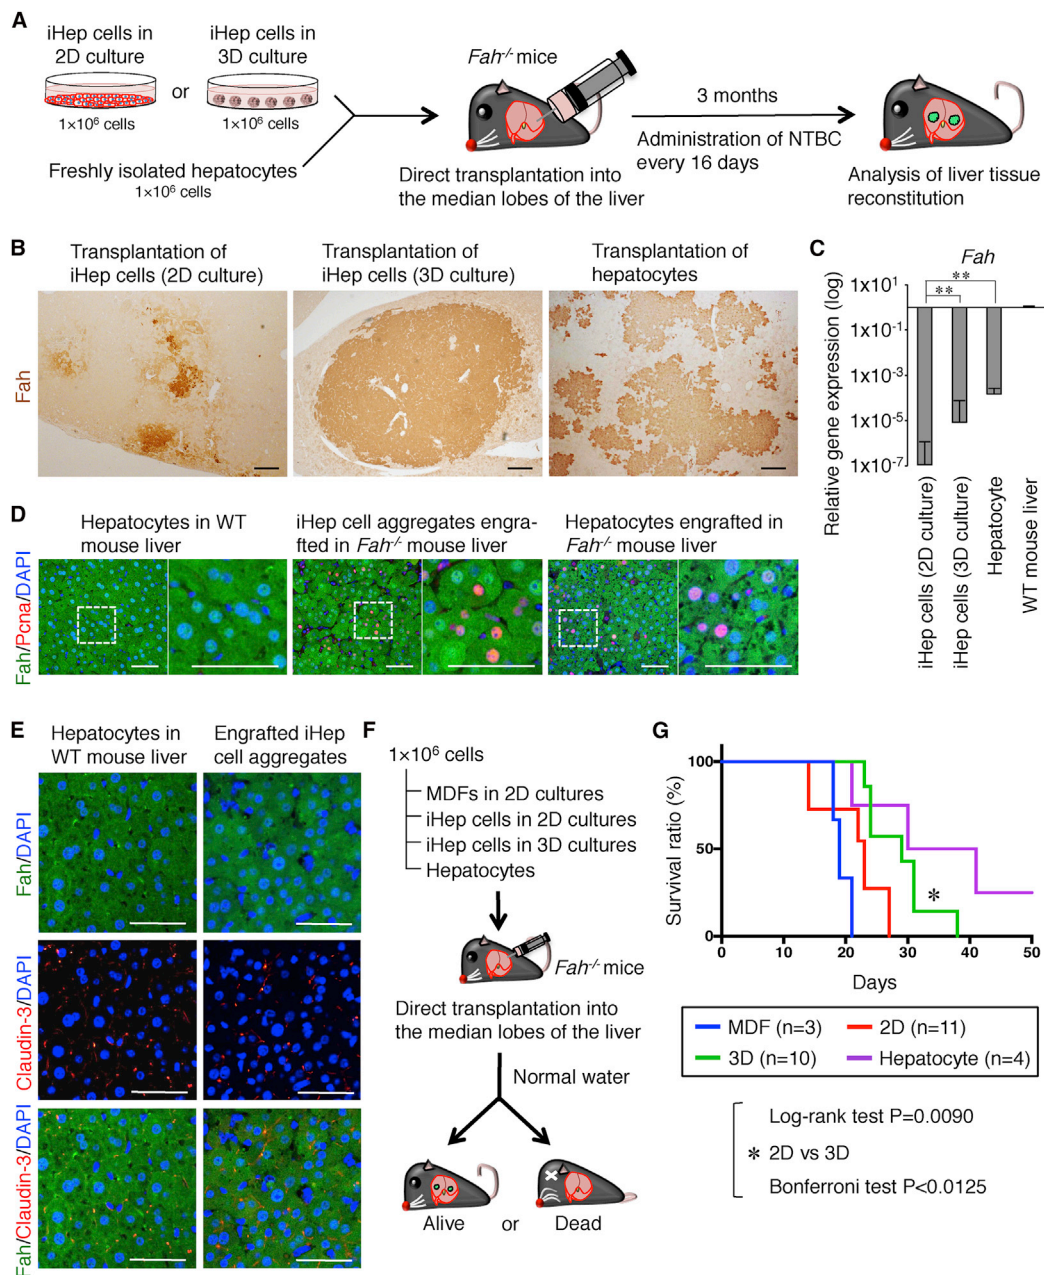 A
iHep cells in
2D culture
or
iHep cells in
3D culture
1×10⁶ cells
1×10⁶ cells
Freshly isolated hepatocytes
1×10⁶ cells
Fah-/- mice
Direct transplantation into
the median lobes of the liver
3 months
Administration of NTBC
every 16 days
Analysis of liver tissue
reconstitution
B
Transplantation of
iHep cells (2D culture)
Transplantation of
iHep cells (3D culture)
Transplantation of
hepatocytes
Fah
C
Fah
**
**
Relative gene expression (log)
1x10¹
1x10-1
1x10-3
1x10-5
1x10-7
iHep cells (2D culture)
iHep cells (3D culture)
Hepatocyte
WT mouse liver
D
Hepatocytes in WT
mouse liver
iHep cell aggregates engra-
fted in Fah-/- mouse liver
Hepatocytes engrafted in
Fah-/- mouse liver
Fah/Pcna/DAPI
E
Hepatocytes in
WT mouse liver
Engrafted iHep
cell aggregates
Fah/DAPI
Claudin-3/DAPI
Fah/Claudin-3/DAPI
F
1×10⁶ cells
MDFs in 2D cultures
iHep cells in 2D cultures
iHep cells in 3D cultures
Hepatocytes
Fah-/- mice
Direct transplantation into
the median lobes of the liver
Normal water
Alive or Dead
G
Survival ratio (%)
100
50
0
0 10 20 30 40 50
Days
*
MDF (n=3)
2D (n=11)
3D (n=10)
Hepatocyte (n=4)
Log-rank test P=0.0090
* 2D vs 3D
Bonferroni test P<0.0125